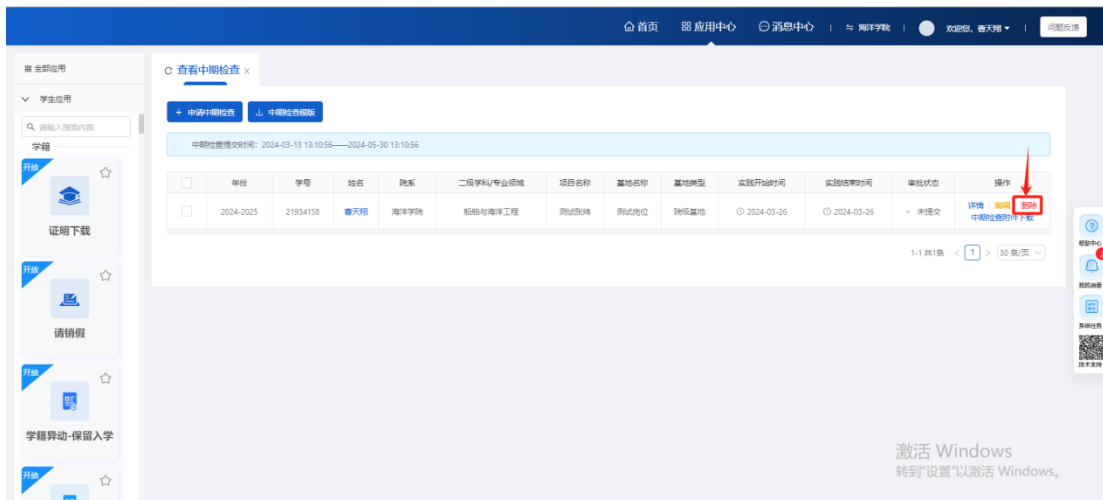 首页 应用中心 消息中心 | 海洋学院 | 欢迎您, 曹天翔 | 问题反馈
全部应用
学生应用
请输入搜索内容
学籍
开放
证明下载
开放
请销假
开放
学籍异动-保留入学
开放
查看中期检查 ×
+ 申请中期检查 中期检查模版
中期检查提交时间: 2024-03-13 13:10:56——2024-05-30 13:10:56
年份 学号 姓名 院系 二级学科/专业领域 项目名称 基地名称 基地类型 实践开始时间 实践结束时间 审批状态 操作
2024-2025 21934158 曹天翔 海洋学院 船舶与海洋工程 测试张炜 测试岗位 院级基地 2024-03-26 2024-03-26 未提交 详情 编辑 删除
中期检查附件下载
1-1 共1条 < 1 > 30 条/页
帮助中心
我的消息
系统任务
技术支持
激活 Windows
转到"设置"以激活 Windows。